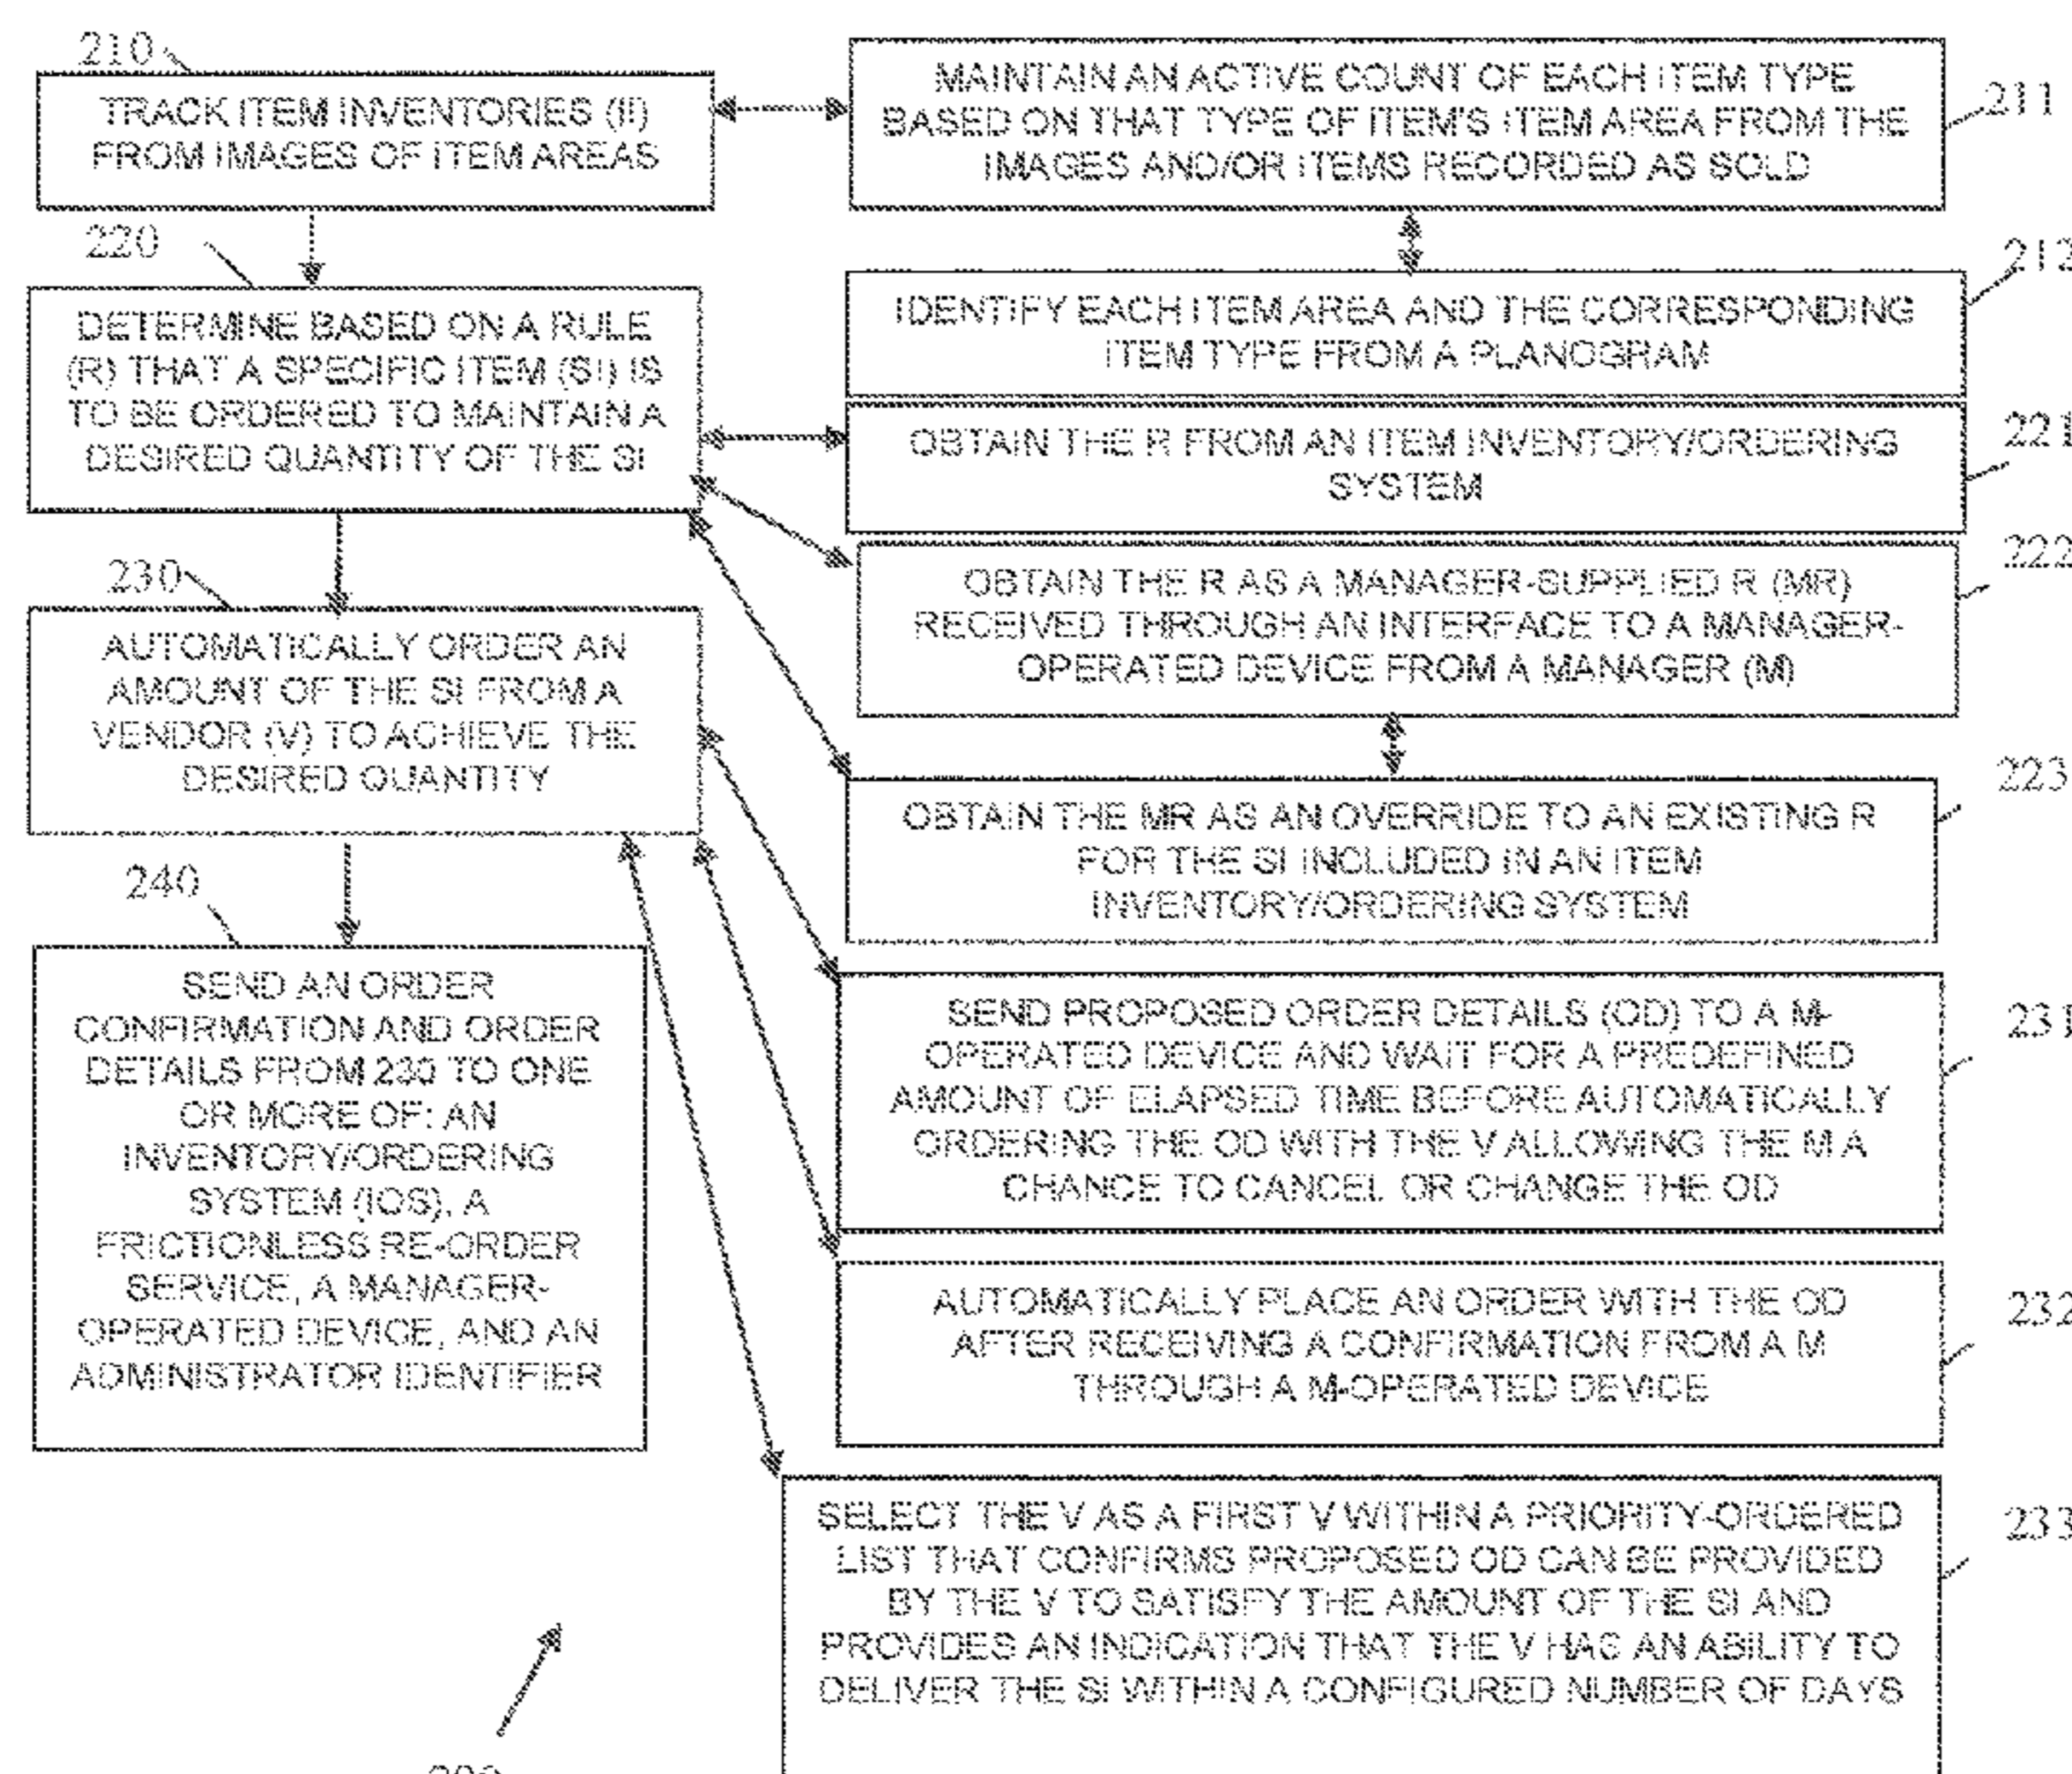 210
TRACK ITEM INVENTORIES (II)
FROM IMAGES OF ITEM AREAS
MAINTAIN AN ACTIVE COUNT OF EACH ITEM TYPE
BASED ON THAT TYPE OF ITEM'S ITEM AREA FROM THE
IMAGES AND/OR ITEMS RECORDED AS SOLD
211
220
DETERMINE BASED ON A RULE
(R) THAT A SPECIFIC ITEM (SI) IS
TO BE ORDERED TO MAINTAIN A
DESIRED QUANTITY OF THE SI
IDENTIFY EACH ITEM AREA AND THE CORRESPONDING
ITEM TYPE FROM A PLANOGRAM
OBTAIN THE R FROM AN ITEM INVENTORY/ORDERING
SYSTEM
221
OBTAIN THE R AS A MANAGER-SUPPLIED R (MR)
RECEIVED THROUGH AN INTERFACE TO A MANAGER-
OPERATED DEVICE FROM A MANAGER (M)
222
230
AUTOMATICALLY ORDER AN
AMOUNT OF THE SI FROM A
VENDOR (V) TO ACHIEVE THE
DESIRED QUANTITY
OBTAIN THE MR AS AN OVERRIDE TO AN EXISTING R
FOR THE SI INCLUDED IN AN ITEM
INVENTORY/ORDERING SYSTEM
223
240
SEND AN ORDER
CONFIRMATION AND ORDER
DETAILS FROM 230 TO ONE
OR MORE OF: AN
INVENTORY/ORDERING
SYSTEM (IOS), A
FRICTIONLESS RE-ORDER
SERVICE, A MANAGER-
OPERATED DEVICE, AND AN
ADMINISTRATOR IDENTIFIER
SEND PROPOSED ORDER DETAILS (OD) TO A M-
OPERATED DEVICE AND WAIT FOR A PREDEFINED
AMOUNT OF ELAPSED TIME BEFORE AUTOMATICALLY
ORDERING THE OD WITH THE V ALLOWING THE M A
CHANCE TO CANCEL OR CHANGE THE OD
231
AUTOMATICALLY PLACE AN ORDER WITH THE OD
AFTER RECEIVING A CONFIRMATION FROM A M
THROUGH A M-OPERATED DEVICE
232
SELECT THE V AS A FIRST V WITHIN A PRIORITY-ORDERED
LIST THAT CONFIRMS PROPOSED OD CAN BE PROVIDED
BY THE V TO SATISFY THE AMOUNT OF THE SI AND
PROVIDES AN INDICATION THAT THE V HAS AN ABILITY TO
DELIVER THE SI WITHIN A CONFIGURED NUMBER OF DAYS
233